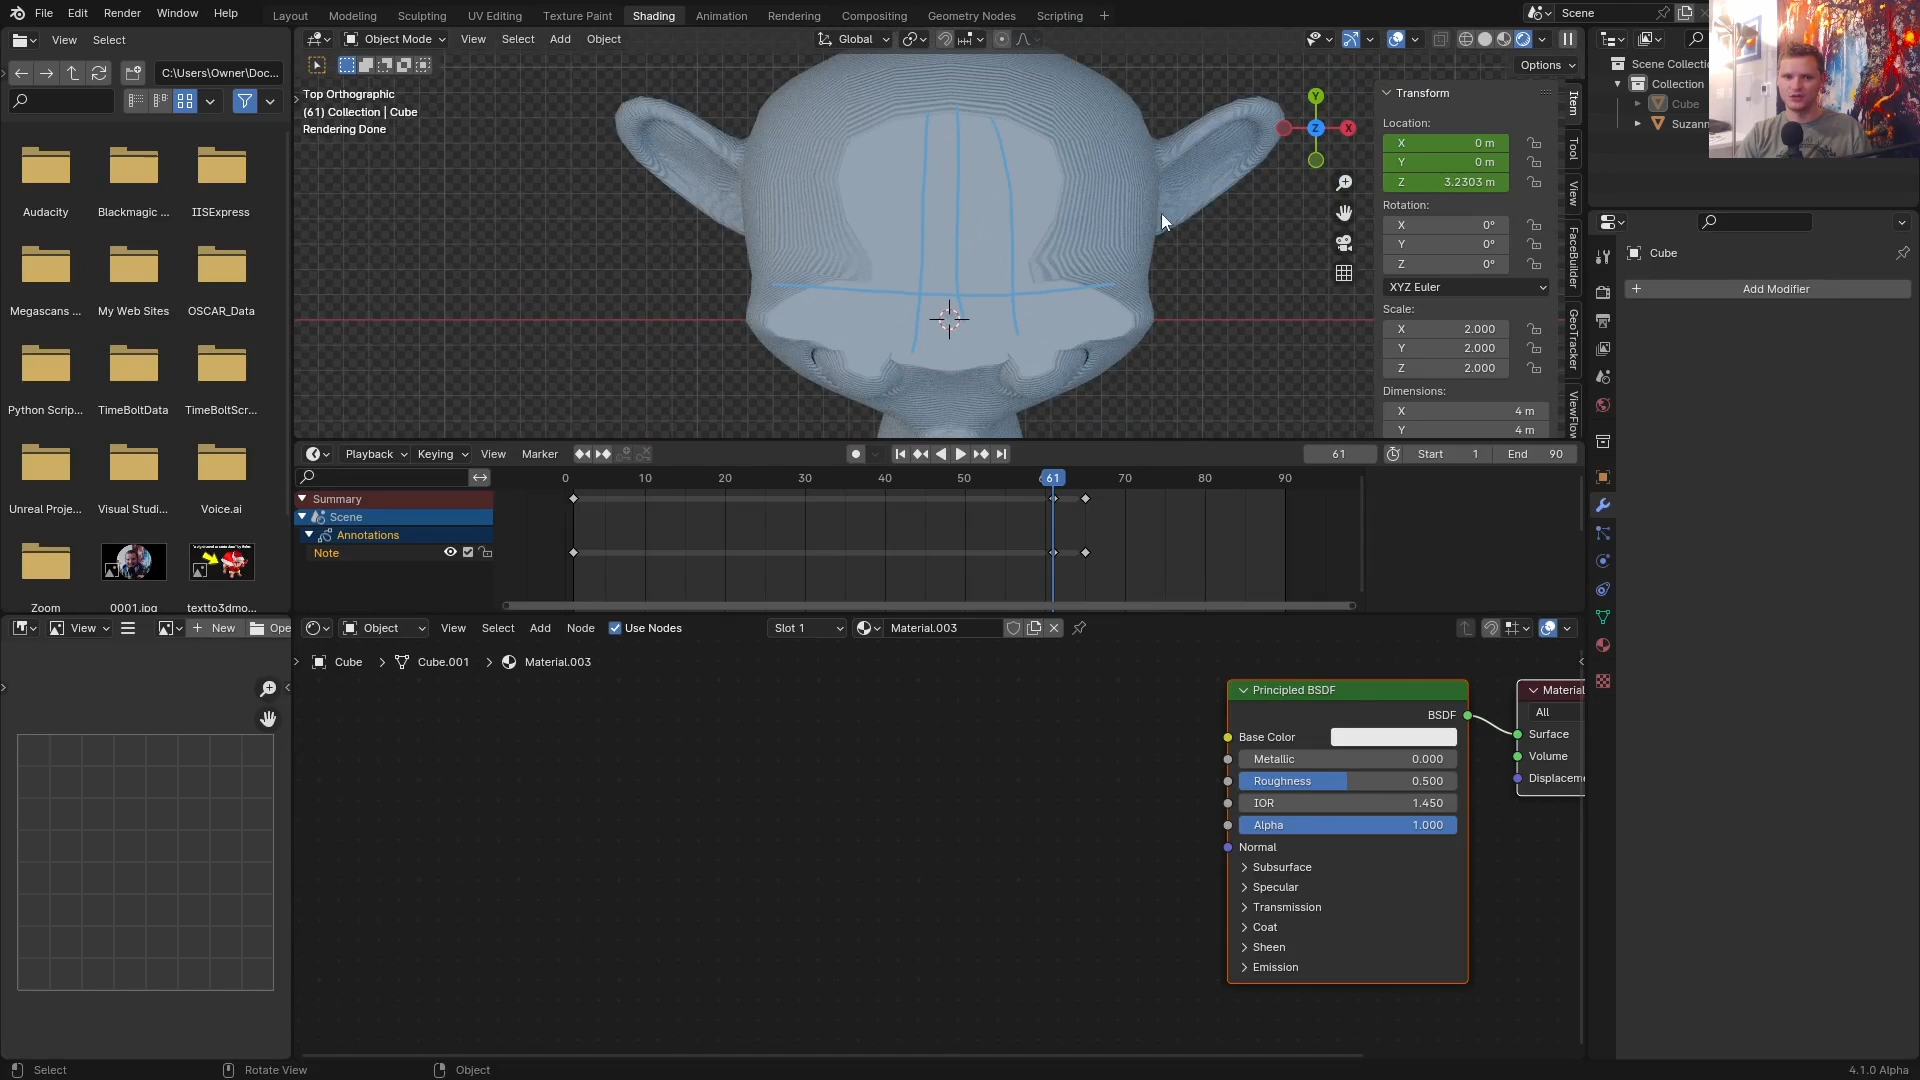 File Edit Render Window Help
Layout Modeling Sculpting UV Editing Texture Paint Shading Animation Rendering Compositing Geometry Nodes Scripting
Scene
View Select
Object Mode View Select Add Object
Global
C:\Users\Owner\Doc...
Options
Top Orthographic
(61) Collection | Cube
Rendering Done
Y
Z
X
Audacity Blackmagic ... IISExpress
Megascans ... My Web Sites OSCAR_Data
Python Scrip... TimeBoltData TimeBoltScr...
Unreal Proje... Visual Studi... Voice.ai
Zoom 0001.jpg textto3dmo...
Transform
Location:
X 0 m
Y 0 m
Z 3.2303 m
Rotation:
X 0°
Y 0°
Z 0°
XYZ Euler
Scale:
X 2.000
Y 2.000
Z 2.000
Dimensions:
X 4 m
Y 4 m
Item
Tool
View
FaceBuilder
GeoTracker
ViewFlow
Scene Collectio
Collection
Cube
Suzann
Cube
Add Modifier
Playback Keying View Marker
61 Start 1 End 90
0 10 20 30 40 50 61 70 80 90
Summary
Scene
Annotations
Note
View New Ope
Object View Select Add Node Use Nodes Slot 1 Material.003
Cube Cube.001 Material.003
Principled BSDF
BSDF
Base Color
Metallic 0.000
Roughness 0.500
IOR 1.450
Alpha 1.000
Normal
Subsurface
Specular
Transmission
Coat
Sheen
Emission
Material
All
Surface
Volume
Displaceme
Select Rotate View Object 4.1.0 Alpha